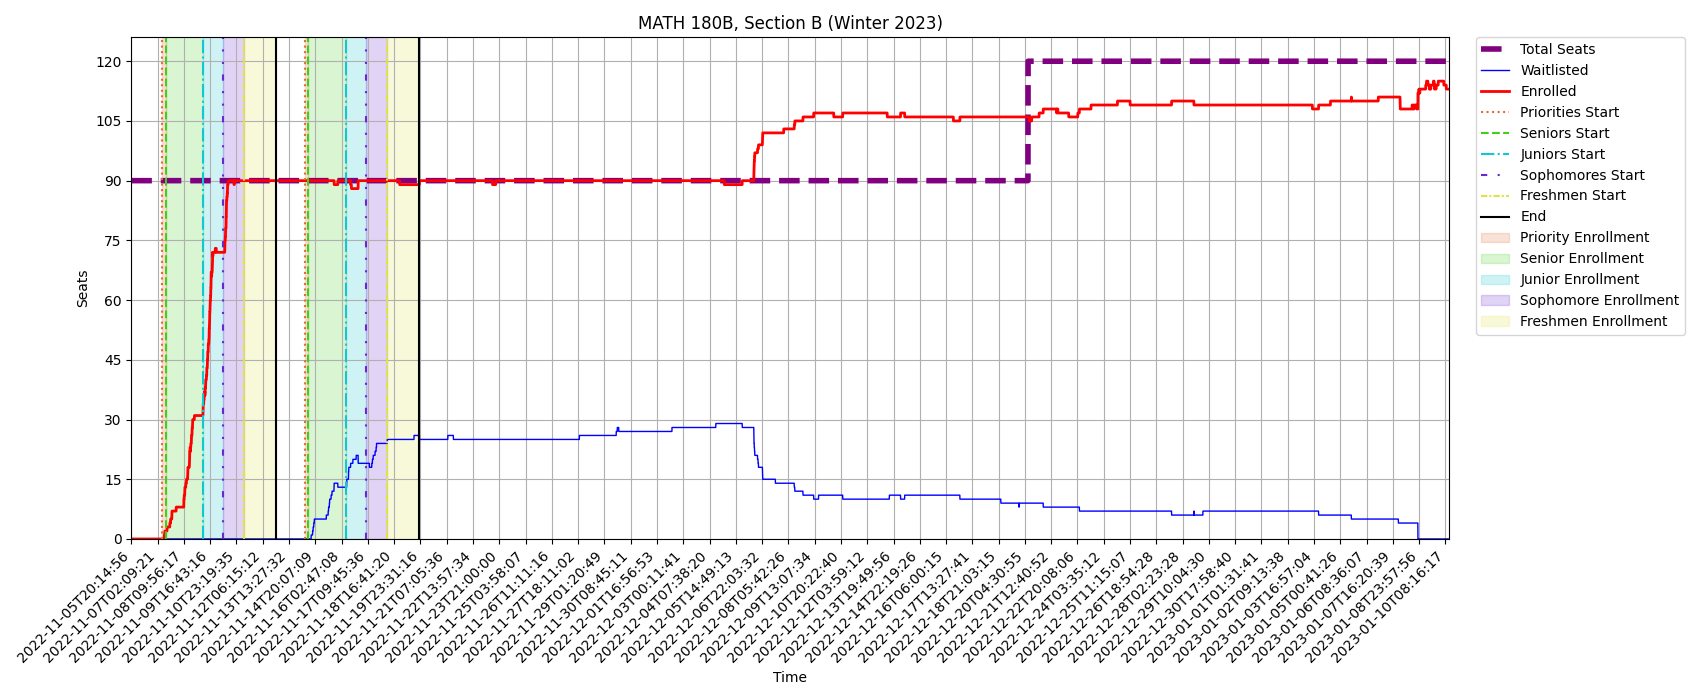 MATH 180B, Section B (Winter 2023)
Seats
120
105
90
75
60
45
30
15
0
2022-11-05T20:14:56
2022-11-07T02:09:21
2022-11-08T09:56:17
2022-11-09T16:43:16
2022-11-10T23:19:35
2022-11-12T06:15:12
2022-11-13T13:27:32
2022-11-14T20:07:09
2022-11-16T02:47:08
2022-11-17T09:45:36
2022-11-18T16:41:20
2022-11-19T23:31:16
2022-11-21T07:05:36
2022-11-22T13:57:34
2022-11-23T21:00:00
2022-11-25T03:58:07
2022-11-26T11:11:16
2022-11-27T18:11:02
2022-11-29T01:20:49
2022-11-30T08:45:11
2022-12-01T16:56:53
2022-12-03T00:11:41
2022-12-04T07:38:20
2022-12-05T14:49:13
2022-12-06T22:03:32
2022-12-08T05:42:26
2022-12-09T13:07:34
2022-12-10T20:22:40
2022-12-12T03:59:12
2022-12-13T19:49:56
2022-12-14T22:19:26
2022-12-16T06:00:15
2022-12-17T13:27:41
2022-12-18T21:03:15
2022-12-20T04:30:55
2022-12-21T12:40:52
2022-12-22T20:08:06
2022-12-24T03:35:12
2022-12-25T11:15:07
2022-12-26T18:54:28
2022-12-28T02:23:28
2022-12-29T10:04:30
2022-12-30T17:58:40
2023-01-01T01:31:41
2023-01-02T09:13:38
2023-01-03T16:57:04
2023-01-05T00:41:26
2023-01-06T08:36:07
2023-01-07T16:20:39
2023-01-08T23:57:56
2023-01-10T08:16:17
Time
Total Seats
Waitlisted
Enrolled
Priorities Start
Seniors Start
Juniors Start
Sophomores Start
Freshmen Start
End
Priority Enrollment
Senior Enrollment
Junior Enrollment
Sophomore Enrollment
Freshmen Enrollment